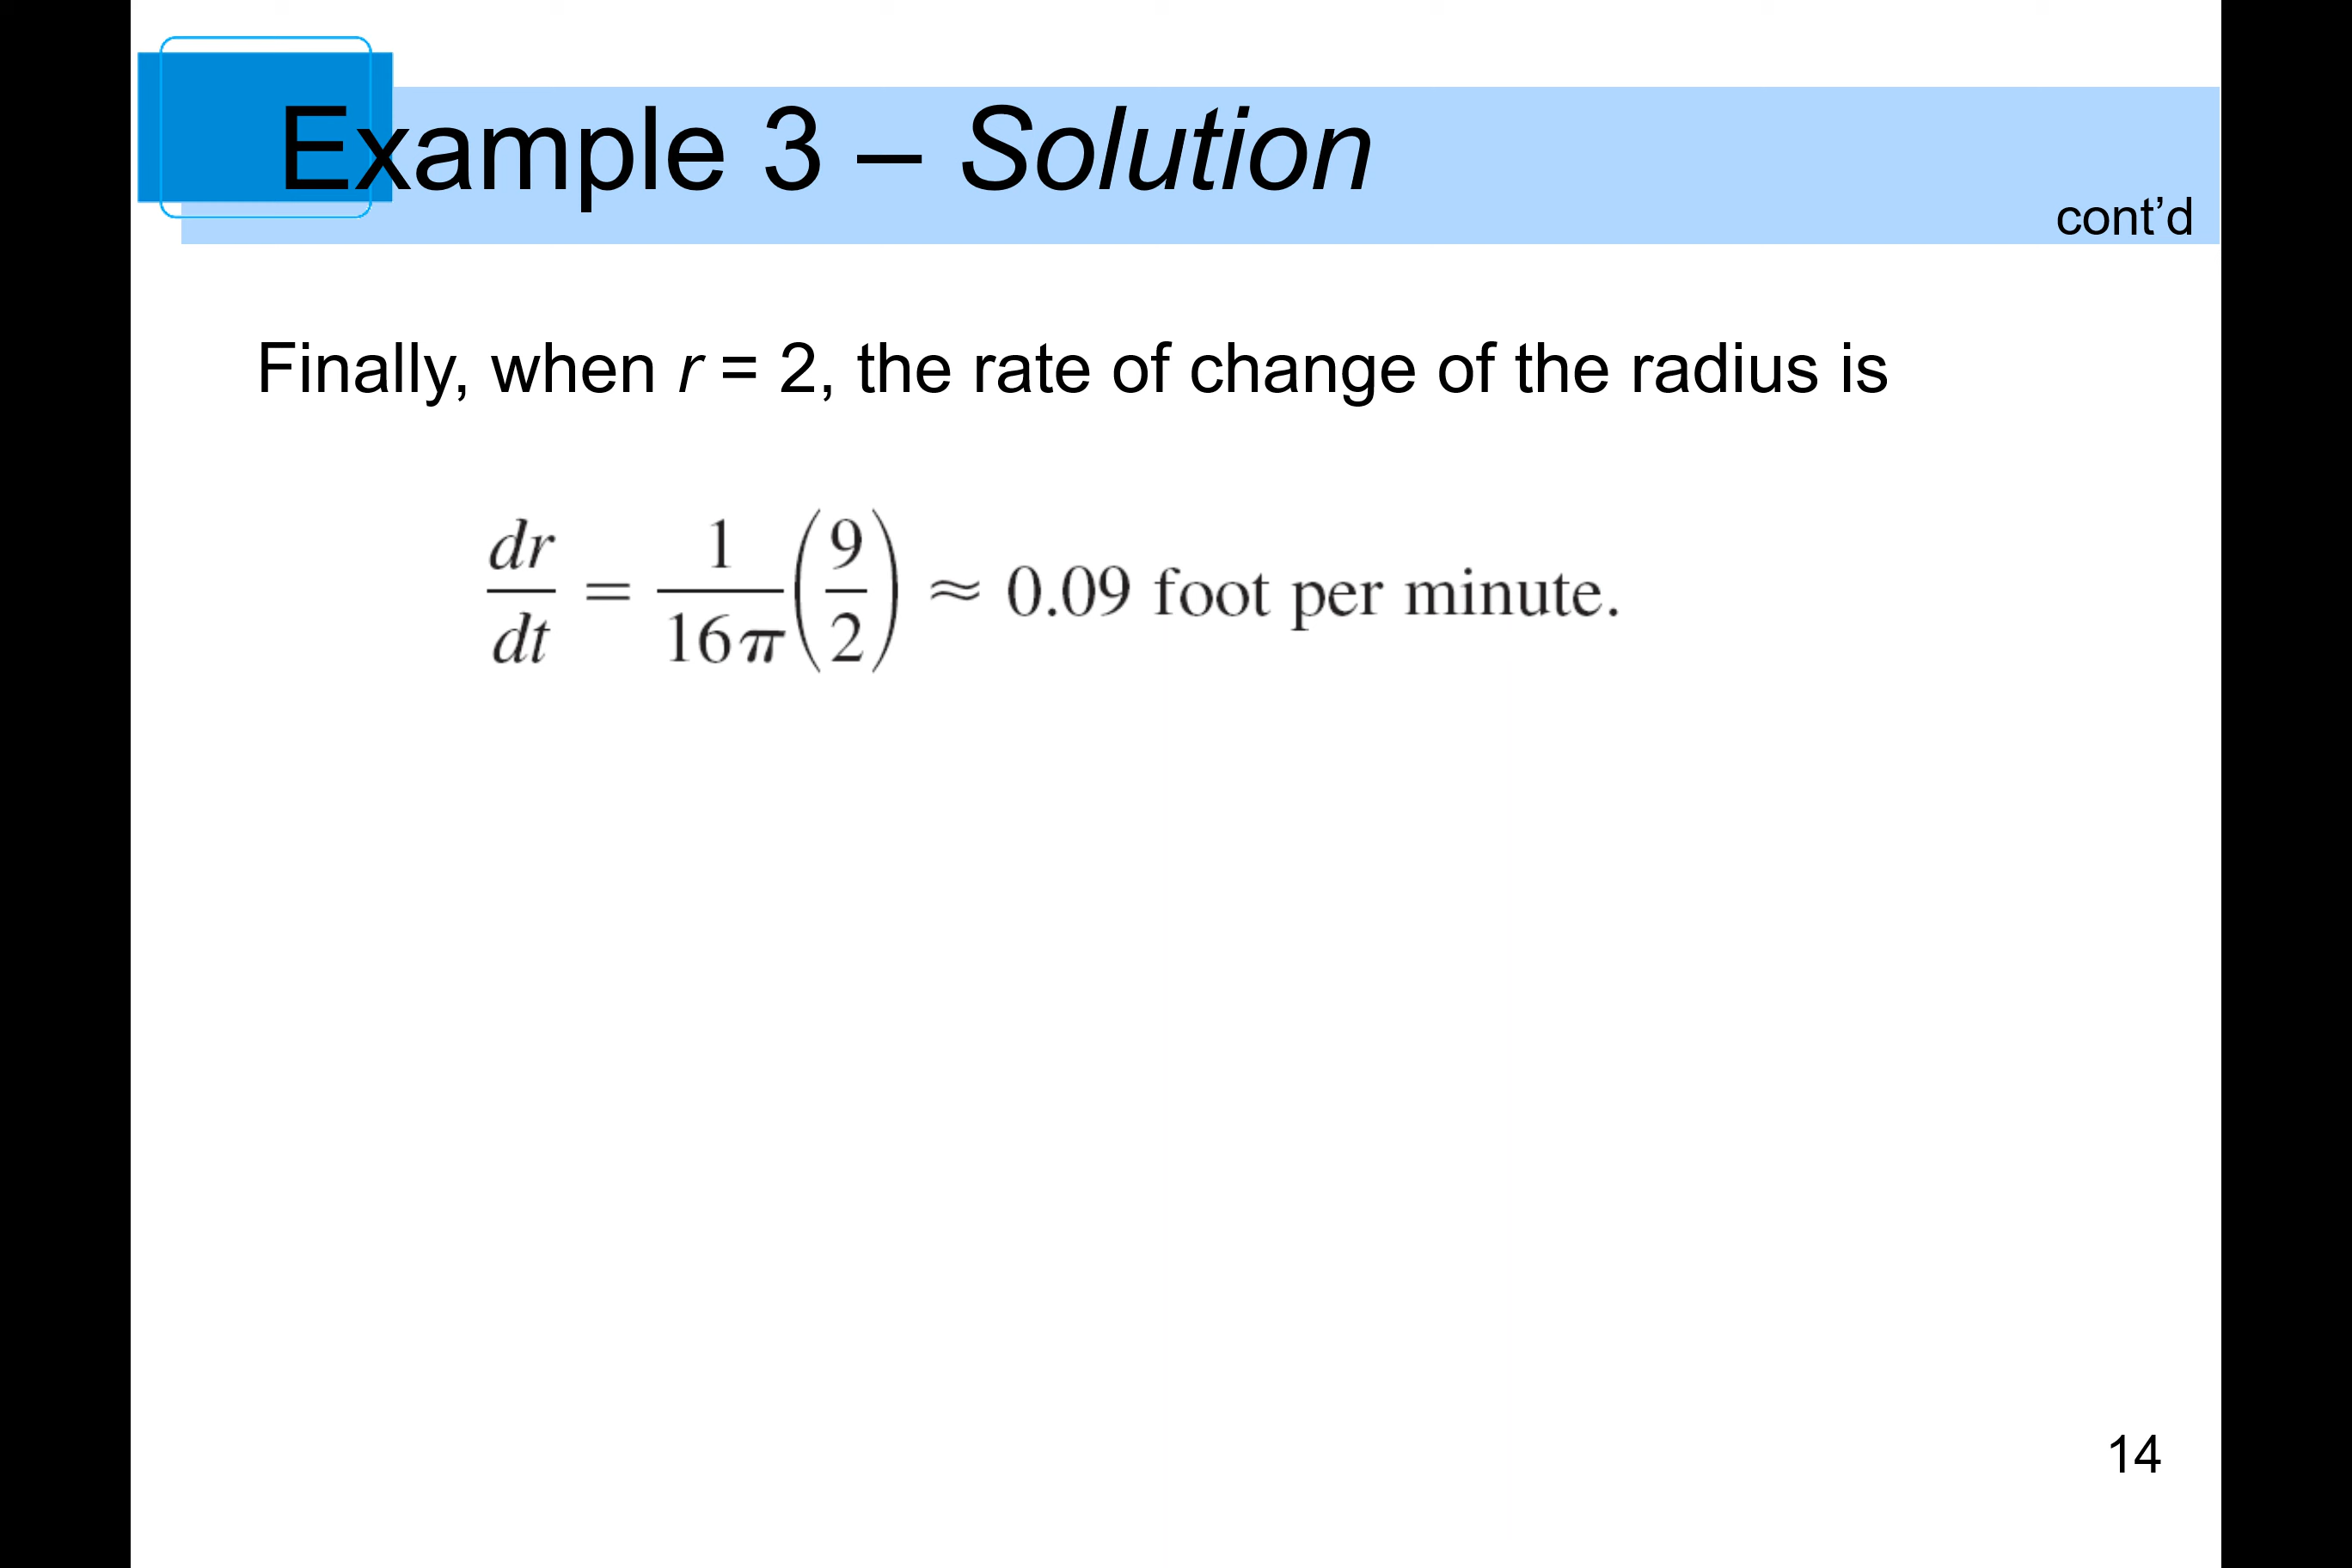 Example 3 – Solution
cont’d
Finally, when r = 2, the rate of change of the radius is
dr/dt = 1/16π (9/2) ≈ 0.09 foot per minute.
14